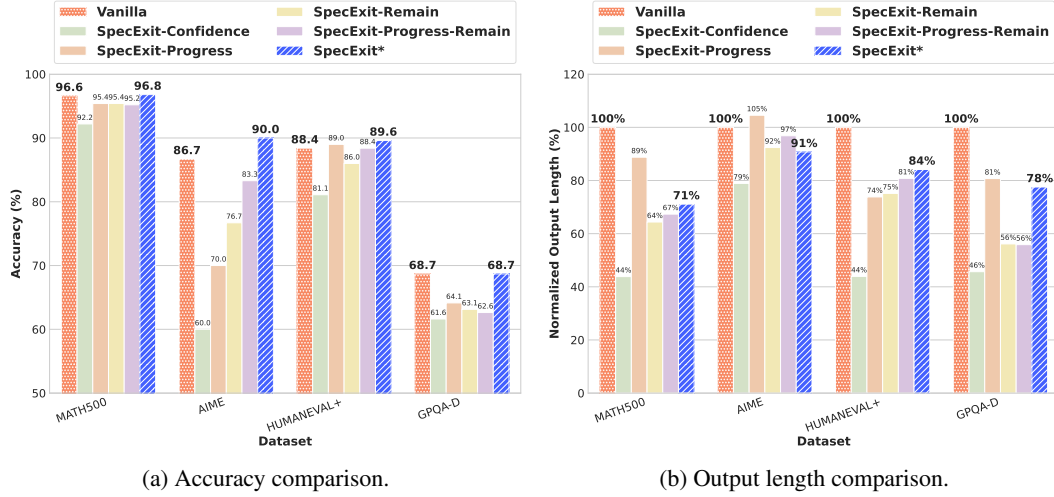 Vanilla
SpecExit-Confidence
SpecExit-Progress
SpecExit-Remain
SpecExit-Progress-Remain
SpecExit*
100
90
80
70
60
50
Accuracy (%)
96.6
92.2
95.4
95.4
95.2
96.8
86.7
60.0
70.0
76.7
83.3
90.0
88.4
81.1
89.0
86.0
88.4
89.6
68.7
61.6
64.1
63.1
62.6
68.7
MATH500
AIME
HUMANEVAL+
GPQA-D
Dataset
(a) Accuracy comparison.
Vanilla
SpecExit-Confidence
SpecExit-Progress
SpecExit-Remain
SpecExit-Progress-Remain
SpecExit*
120
100
80
60
40
20
0
Normalized Output Length (%)
100%
44%
89%
64%
67%
71%
100%
79%
105%
92%
97%
91%
100%
44%
74%
75%
81%
84%
100%
46%
81%
56%
56%
78%
MATH500
AIME
HUMANEVAL+
GPQA-D
Dataset
(b) Output length comparison.